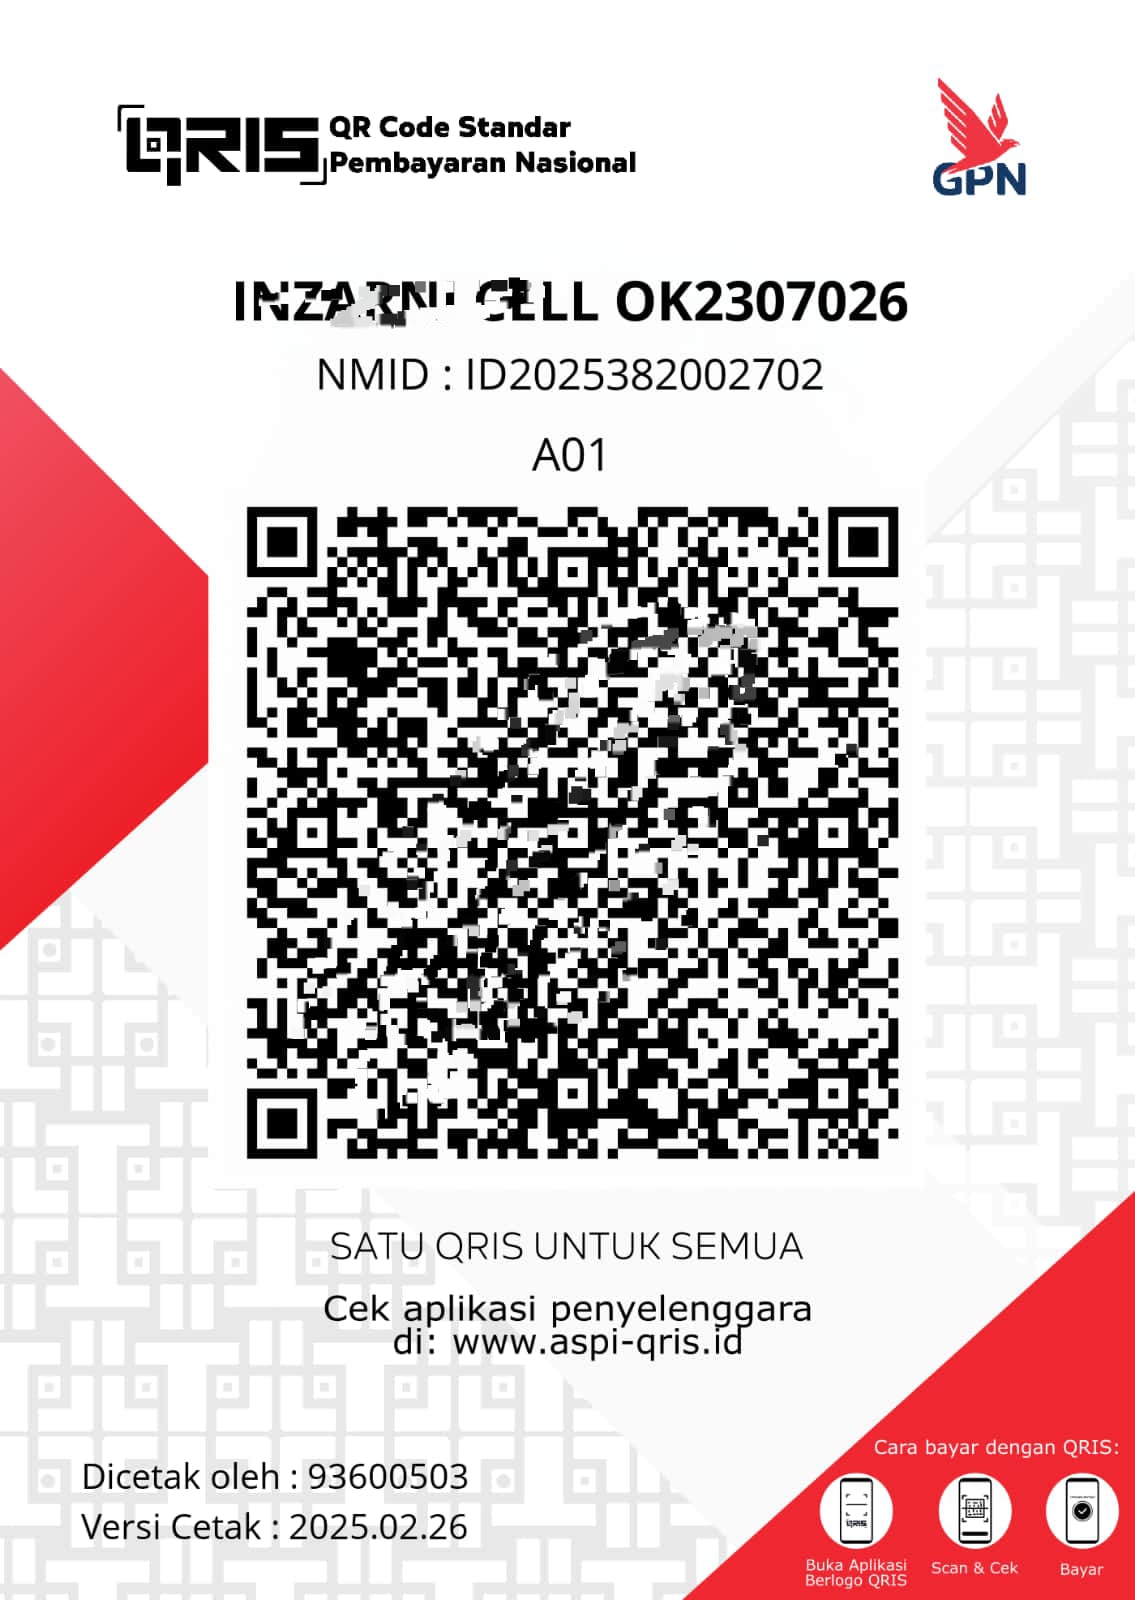 QRIS QR Code Standar
Pembayaran Nasional
GPN
CELL OK2307026
NMID : ID2025382002702
A01
SATU QRIS UNTUK SEMUA
Cek aplikasi penyelenggara
di: www.aspi-qris.id
Dicetak oleh : 93600503
Versi Cetak : 2025.02.26
Cara bayar dengan QRIS:
QRIS
Buka Aplikasi
Berlogo QRIS
Scan & Cek
Bayar